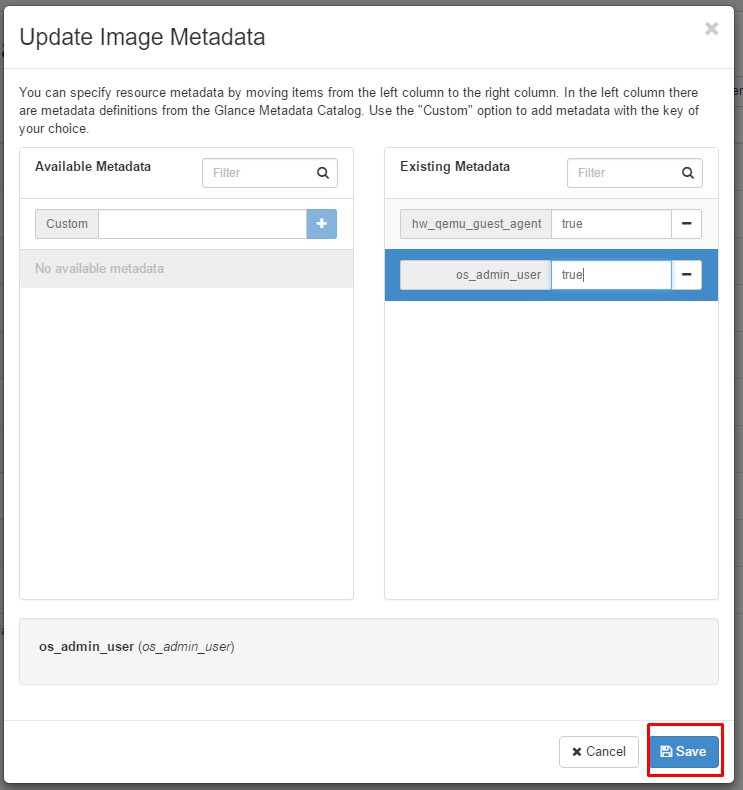 Update Image Metadata
You can specify resource metadata by moving items from the left column to the right column. In the left column there
are metadata definitions from the Glance Metadata Catalog. Use the "Custom" option to add metadata with the key of
your choice.
Available Metadata
Filter
Custom
No available metadata
Existing Metadata
Filter
hw_qemu_guest_agent true
os_admin_user true
os_admin_user (os_admin_user)
Cancel
Save